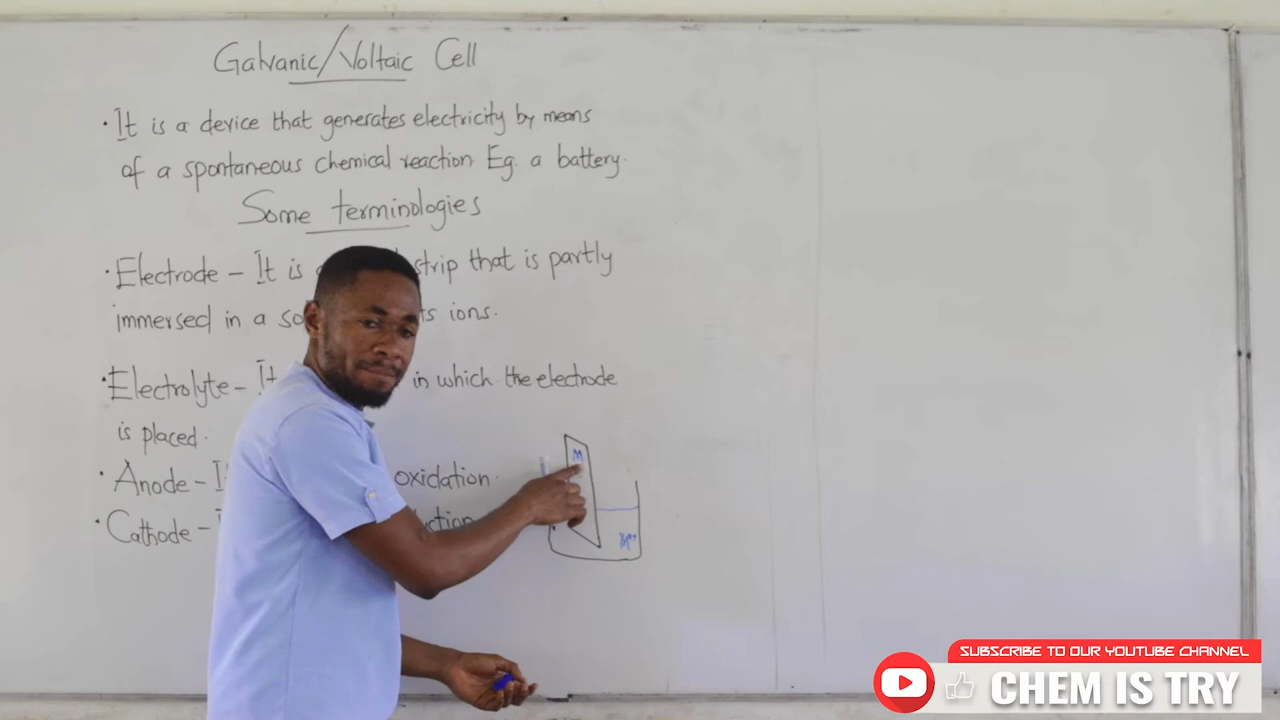 Galvanic/Voltaic Cell
· It is a device that generates electricity by means
of a spontaneous chemical reaction. Eg. a battery.
Some terminologies
· Electrode – It is strip that is partly
immersed in a ions.
· Electrolyte – It in which the electrode
is placed.
· Anode – oxidation.
· Cathode –
M
SUBSCRIBE TO OUR YOUTUBE CHANNEL
CHEM IS TRY